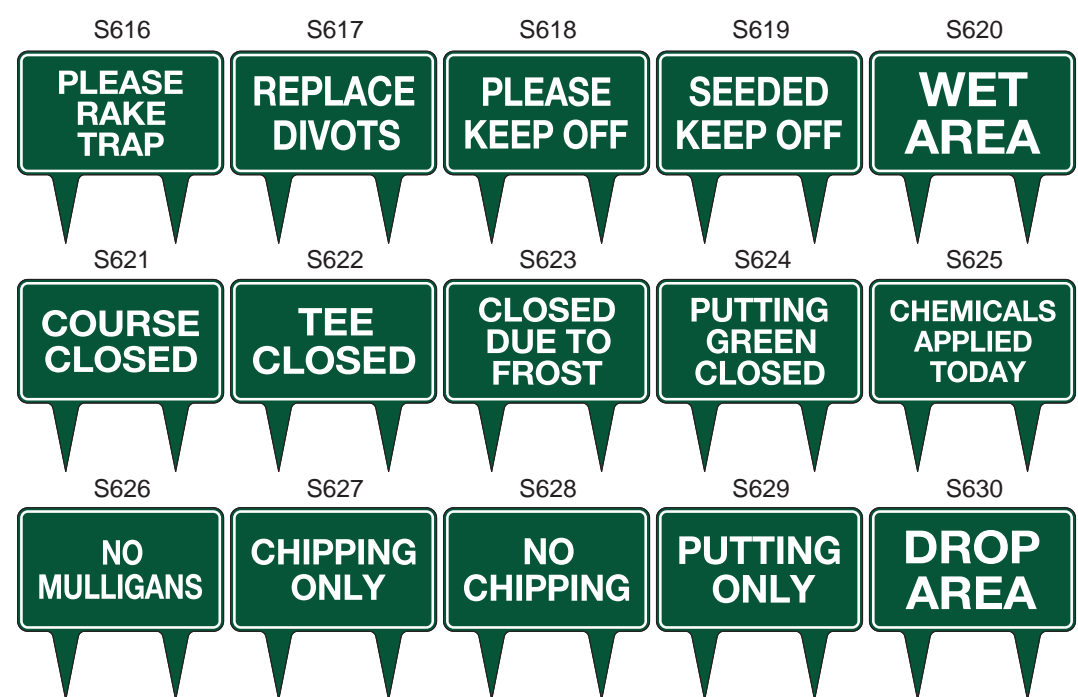 S616
PLEASE
RAKE
TRAP
S617
REPLACE
DIVOTS
S618
PLEASE
KEEP OFF
S619
SEEDED
KEEP OFF
S620
WET
AREA
S621
COURSE
CLOSED
S622
TEE
CLOSED
S623
CLOSED
DUE TO
FROST
S624
PUTTING
GREEN
CLOSED
S625
CHEMICALS
APPLIED
TODAY
S626
NO
MULLIGANS
S627
CHIPPING
ONLY
S628
NO
CHIPPING
S629
PUTTING
ONLY
S630
DROP
AREA